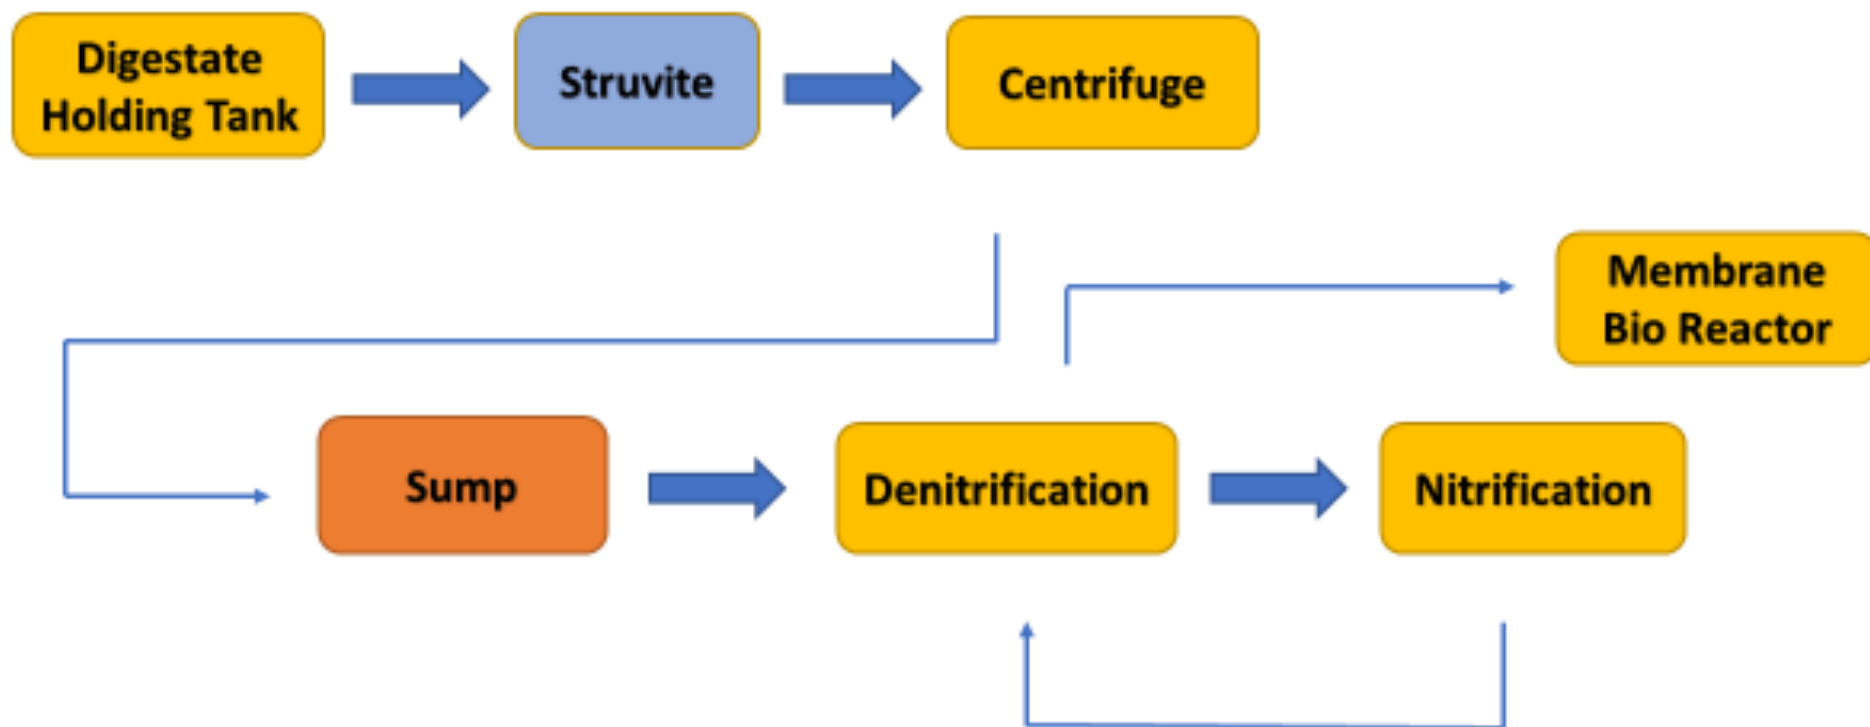 Digestate
Holding Tank
Struvite
Centrifuge
Membrane
Bio Reactor
Sump
Denitrification
Nitrification